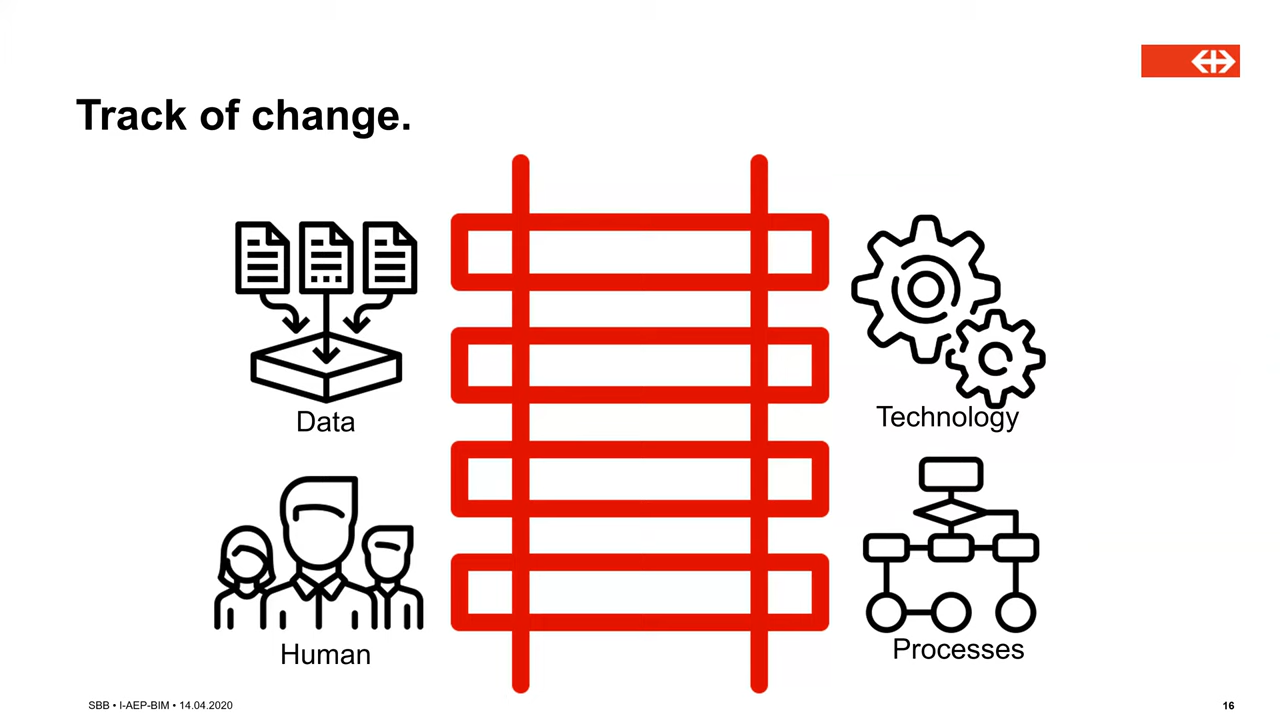 Track of change.
Data
Technology
Human
Processes
SBB • I-AEP-BIM • 14.04.2020
16